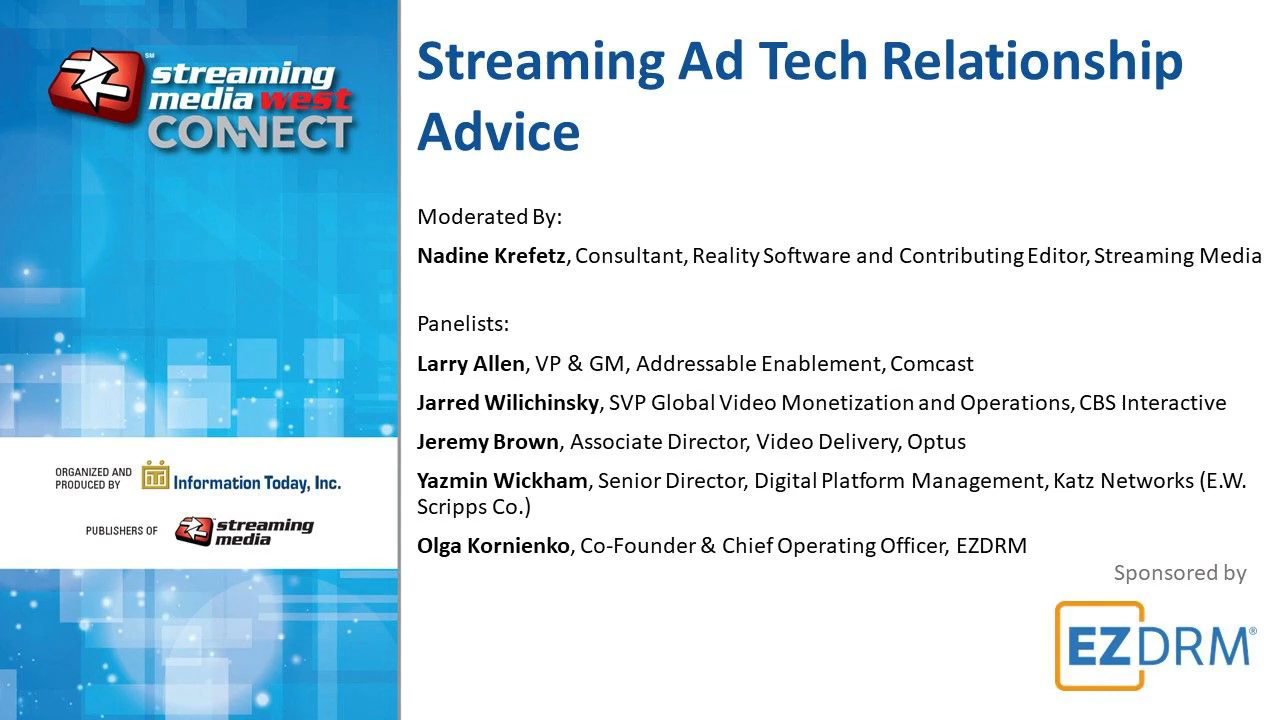 SM
streaming
media west
CONNECT
ORGANIZED AND
PRODUCED BY
iTi
Information Today, Inc.
PUBLISHERS OF
streaming
media
Streaming Ad Tech Relationship
Advice
Moderated By:
Nadine Krefetz, Consultant, Reality Software and Contributing Editor, Streaming Media
Panelists:
Larry Allen, VP & GM, Addressable Enablement, Comcast
Jarred Wilichinsky, SVP Global Video Monetization and Operations, CBS Interactive
Jeremy Brown, Associate Director, Video Delivery, Optus
Yazmin Wickham, Senior Director, Digital Platform Management, Katz Networks (E.W.
Scripps Co.)
Olga Kornienko, Co-Founder & Chief Operating Officer, EZDRM
Sponsored by
EZDRM®